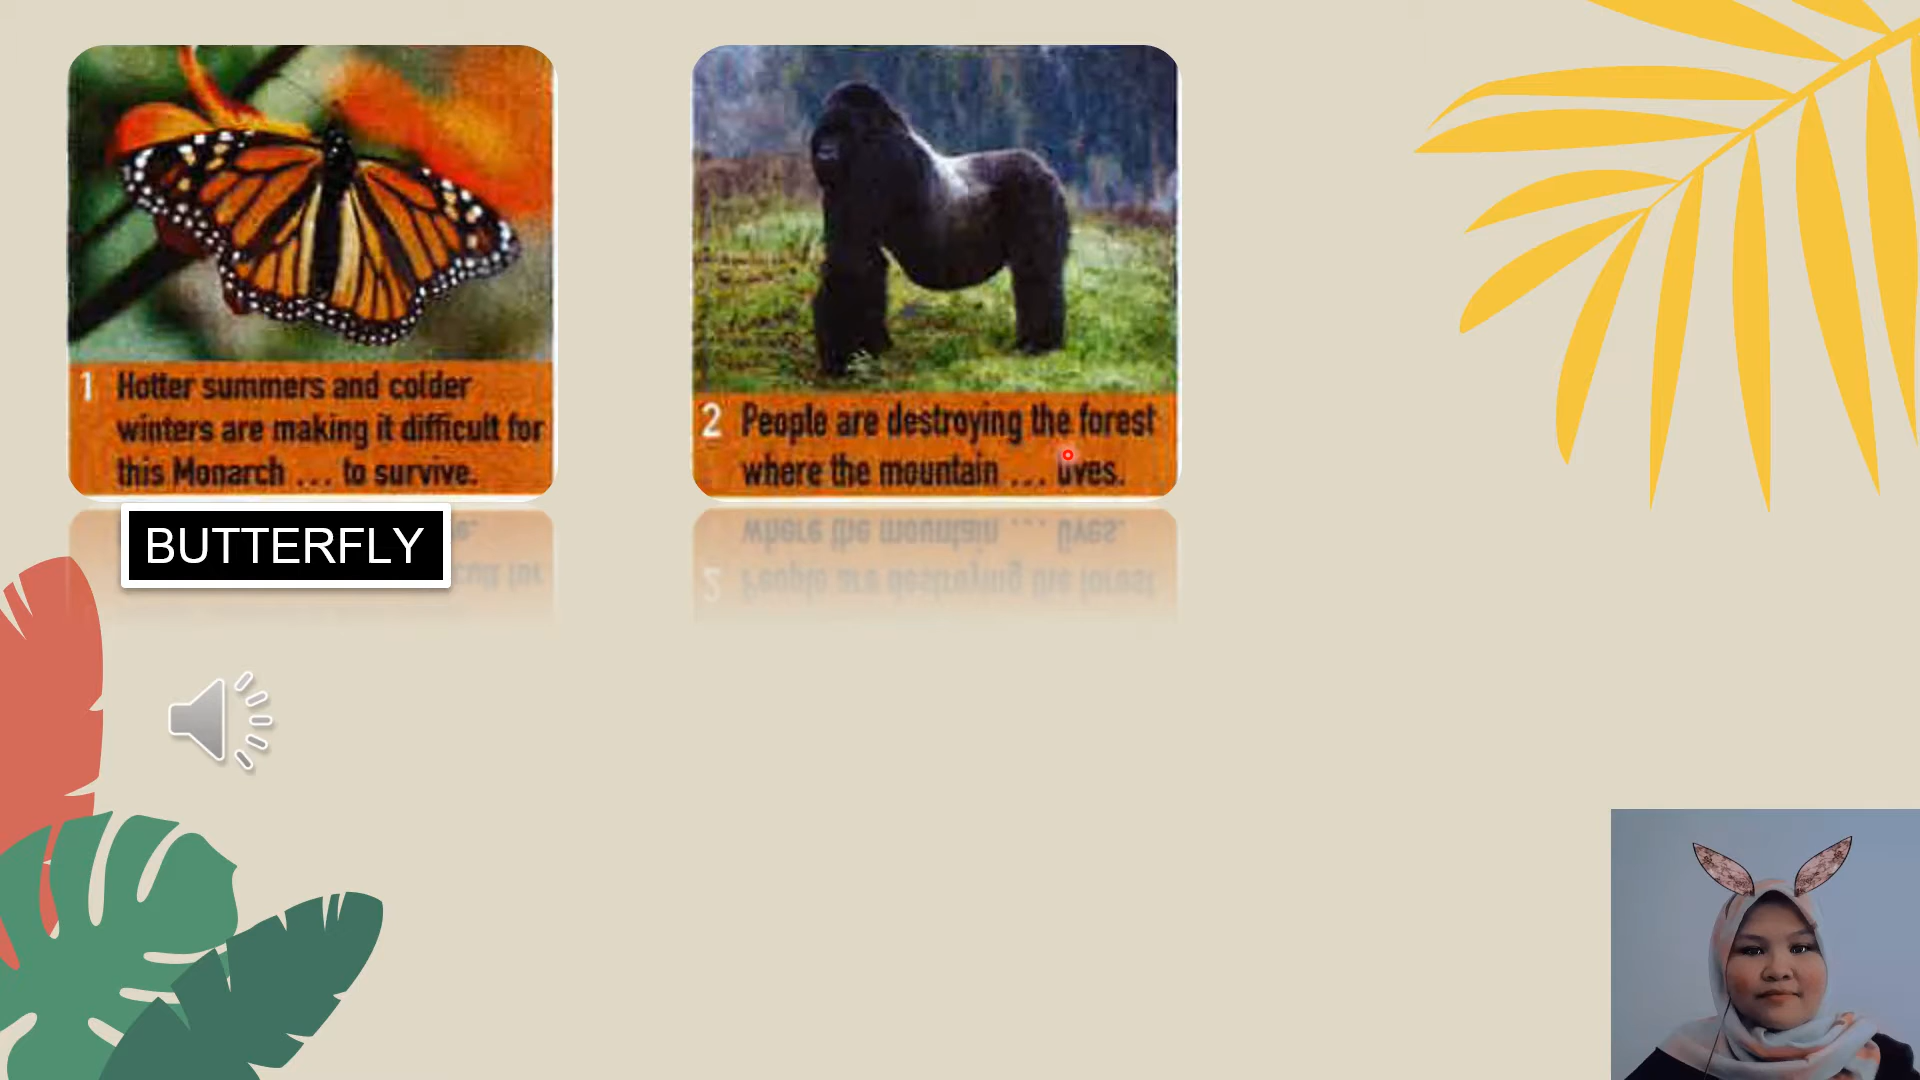 1 Hotter summers and colder
winters are making it difficult for
this Monarch ... to survive.
BUTTERFLY
2 People are destroying the forest
where the mountain ... lives.